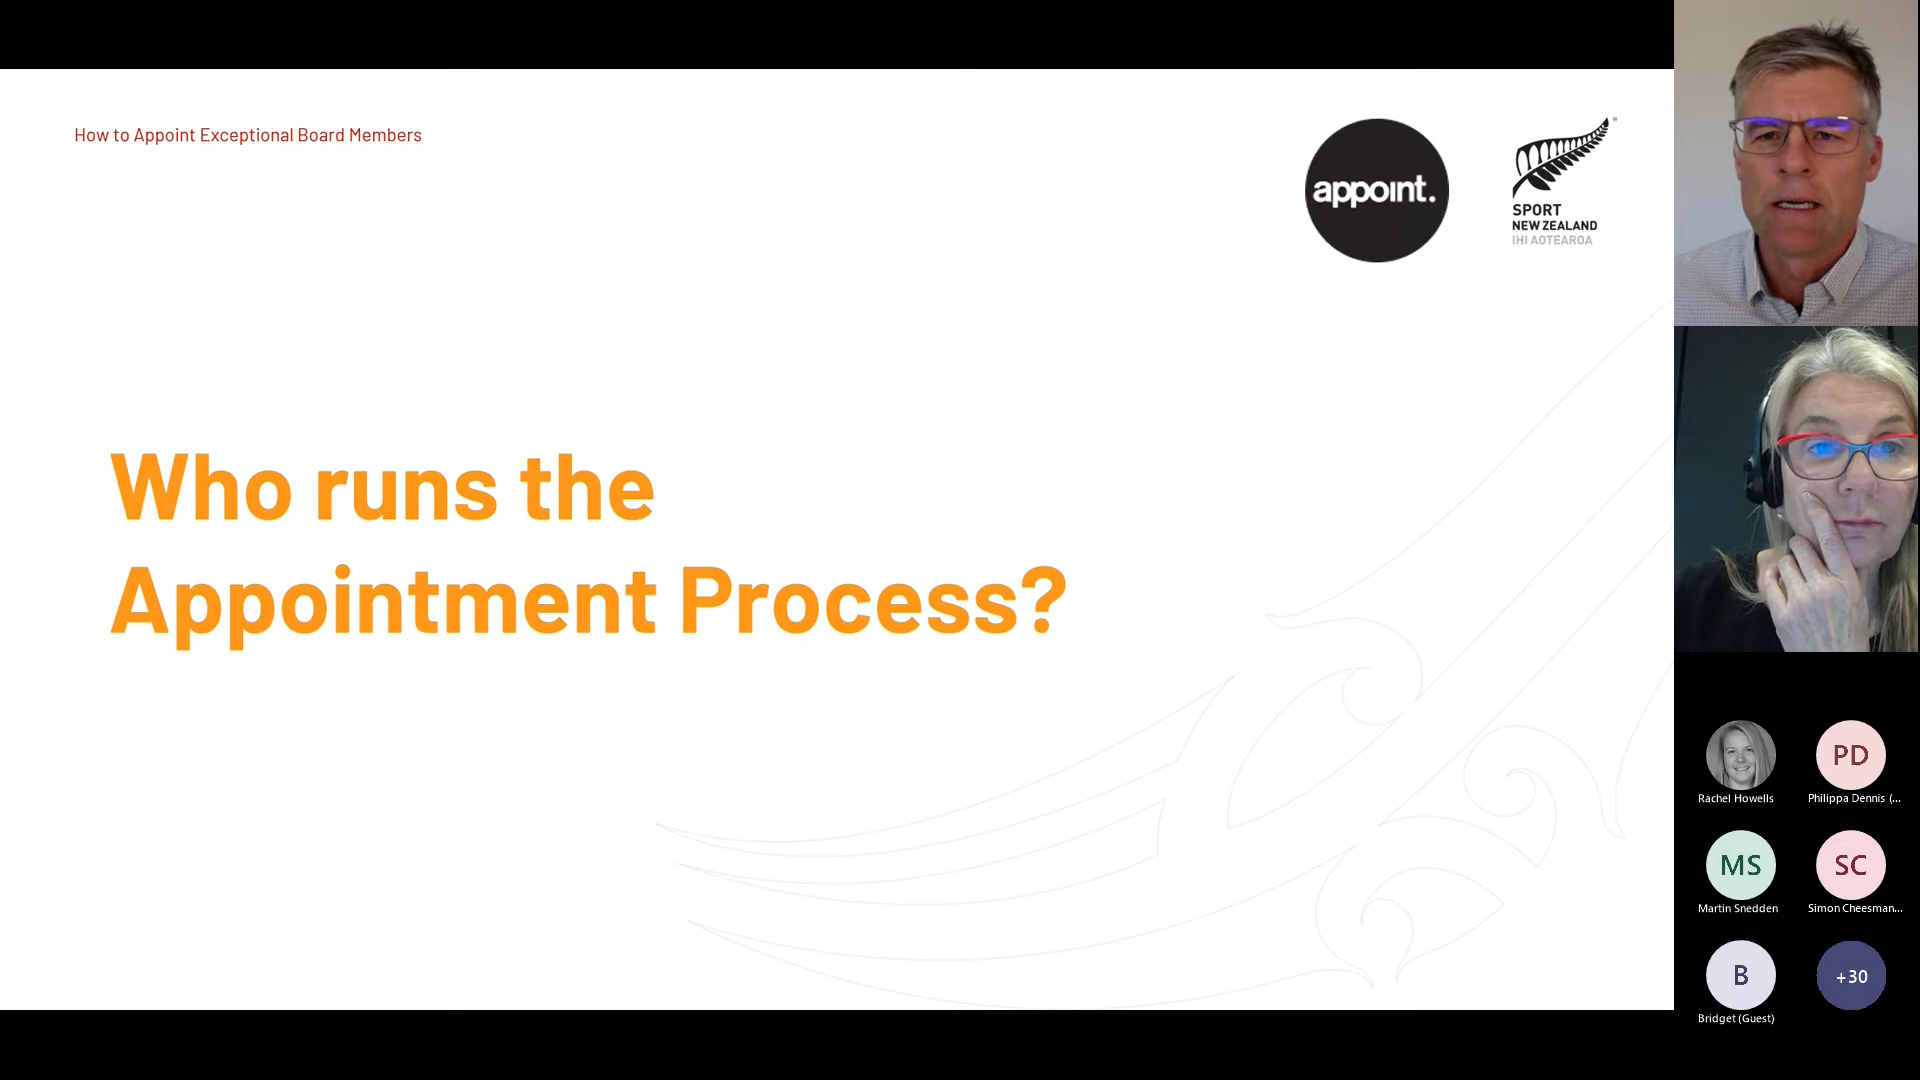 How to Appoint Exceptional Board Members
appoint.
SPORT
NEW ZEALAND
IHI AOTEAROA
Who runs the
Appointment Process?
PD
Rachel Howells
Philippa Dennis (...
MS
SC
Martin Snedden
Simon Cheesman...
B
+30
Bridget (Guest)